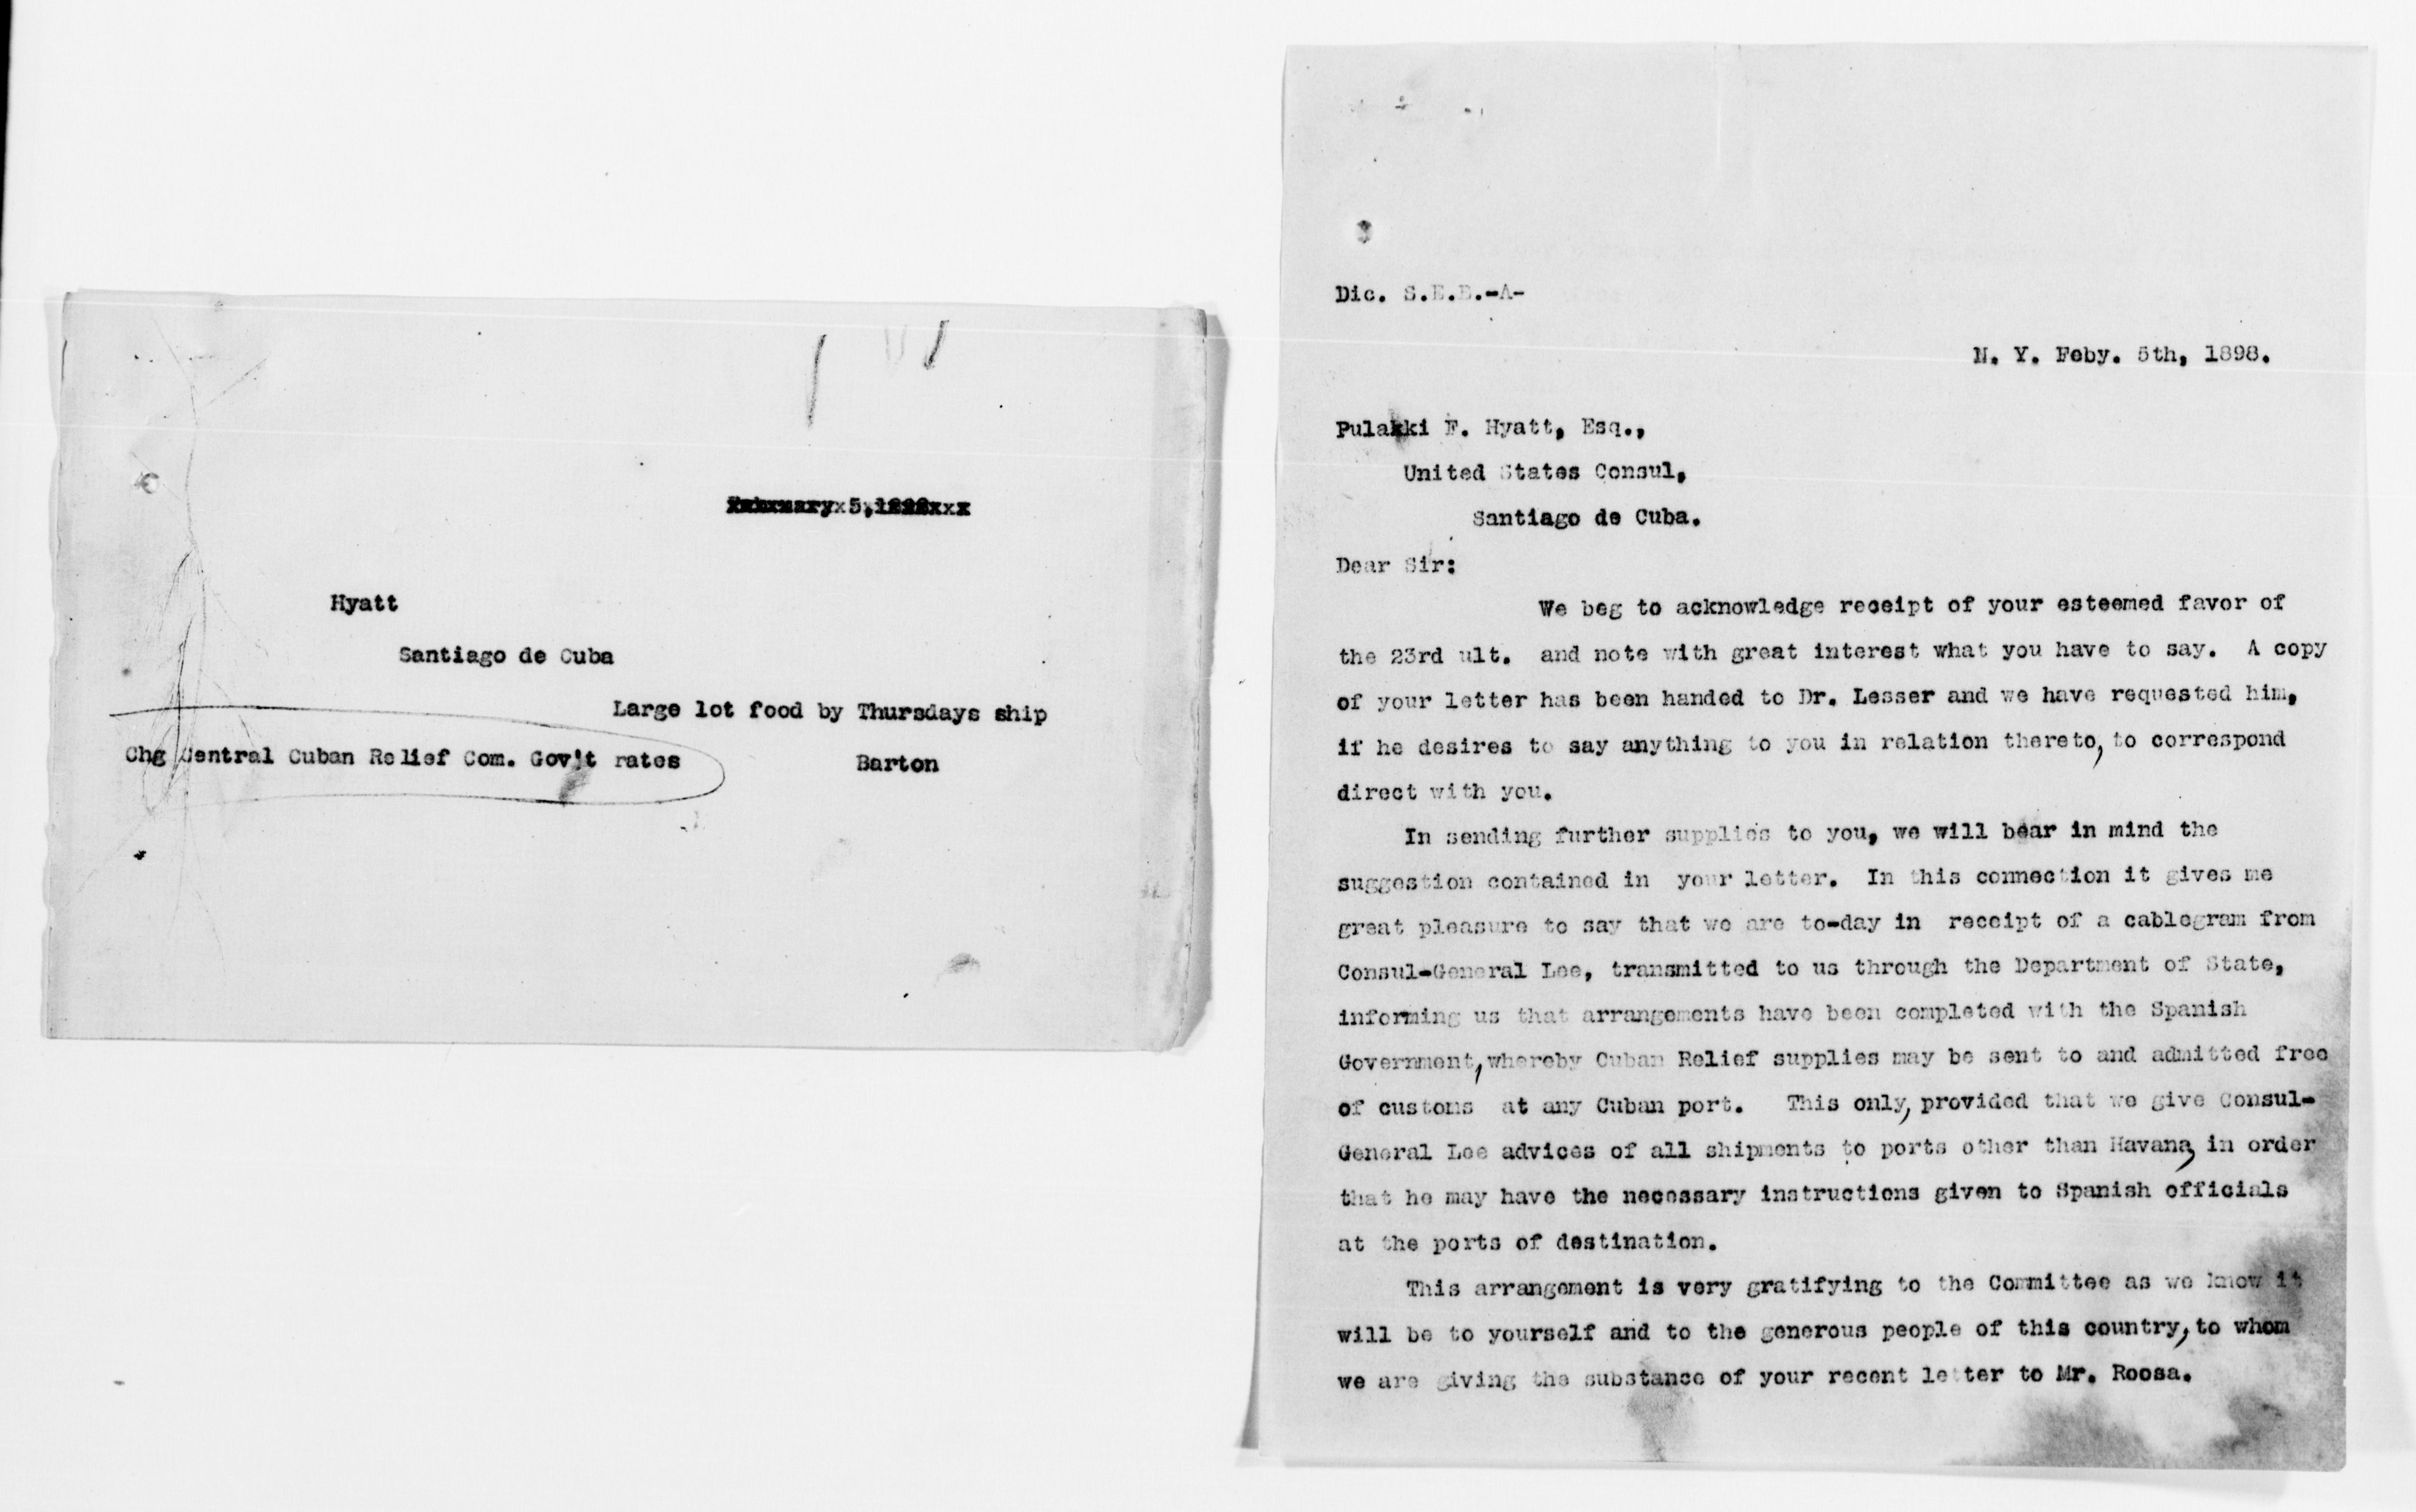 Hyatt
Santiago de Cuba
Large lot food by Thursdays ship
Chg Central Cuban Relief Com. Gov't rates
Barton
Dic. S.E.B.-A-
N. Y. Feby. 5th, 1898.
Pulaski F. Hyatt, Esq.,
United States Consul,
Santiago de Cuba.
Dear Sir:
We beg to acknowledge receipt of your esteemed favor of
the 23rd ult. and note with great interest what you have to say. A copy
of your letter has been handed to Dr. Lesser and we have requested him,
if he desires to say anything to you in relation thereto, to correspond
direct with you.
In sending further supplies to you, we will bear in mind the
suggestion contained in your letter. In this connection it gives me
great pleasure to say that we are to-day in receipt of a cablegram from
Consul-General Lee, transmitted to us through the Department of State,
informing us that arrangements have been completed with the Spanish
Government, whereby Cuban Relief supplies may be sent to and admitted free
of customs at any Cuban port. This only, provided that we give Consul-
General Lee advices of all shipments to ports other than Havana, in order
that he may have the necessary instructions given to Spanish officials
at the ports of destination.
This arrangement is very gratifying to the Committee as we know it
will be to yourself and to the generous people of this country, to whom
we are giving the substance of your recent letter to Mr. Roosa.